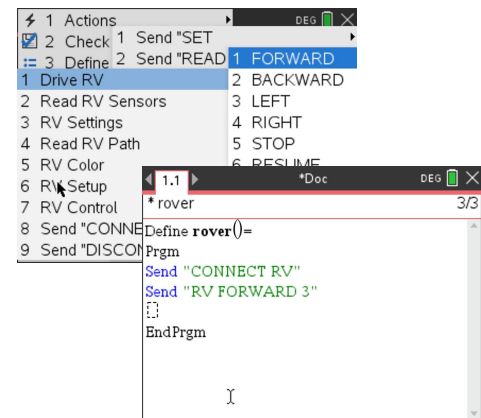 1 Actions
DEG
2 Check
1 Send "SET
3 Define
2 Send "READ
1 FORWARD
1 Drive RV
2 BACKWARD
2 Read RV Sensors
3 LEFT
3 RV Settings
4 RIGHT
4 Read RV Path
5 STOP
5 RV Color
6 RESUME
6 RV Setup
7 RV Control
8 Send "CONNE
9 Send "DISCON
1.1
*Doc
DEG
* rover
3/3
Define rover()=
Prgm
Send "CONNECT RV"
Send "RV FORWARD 3"
EndPrgm